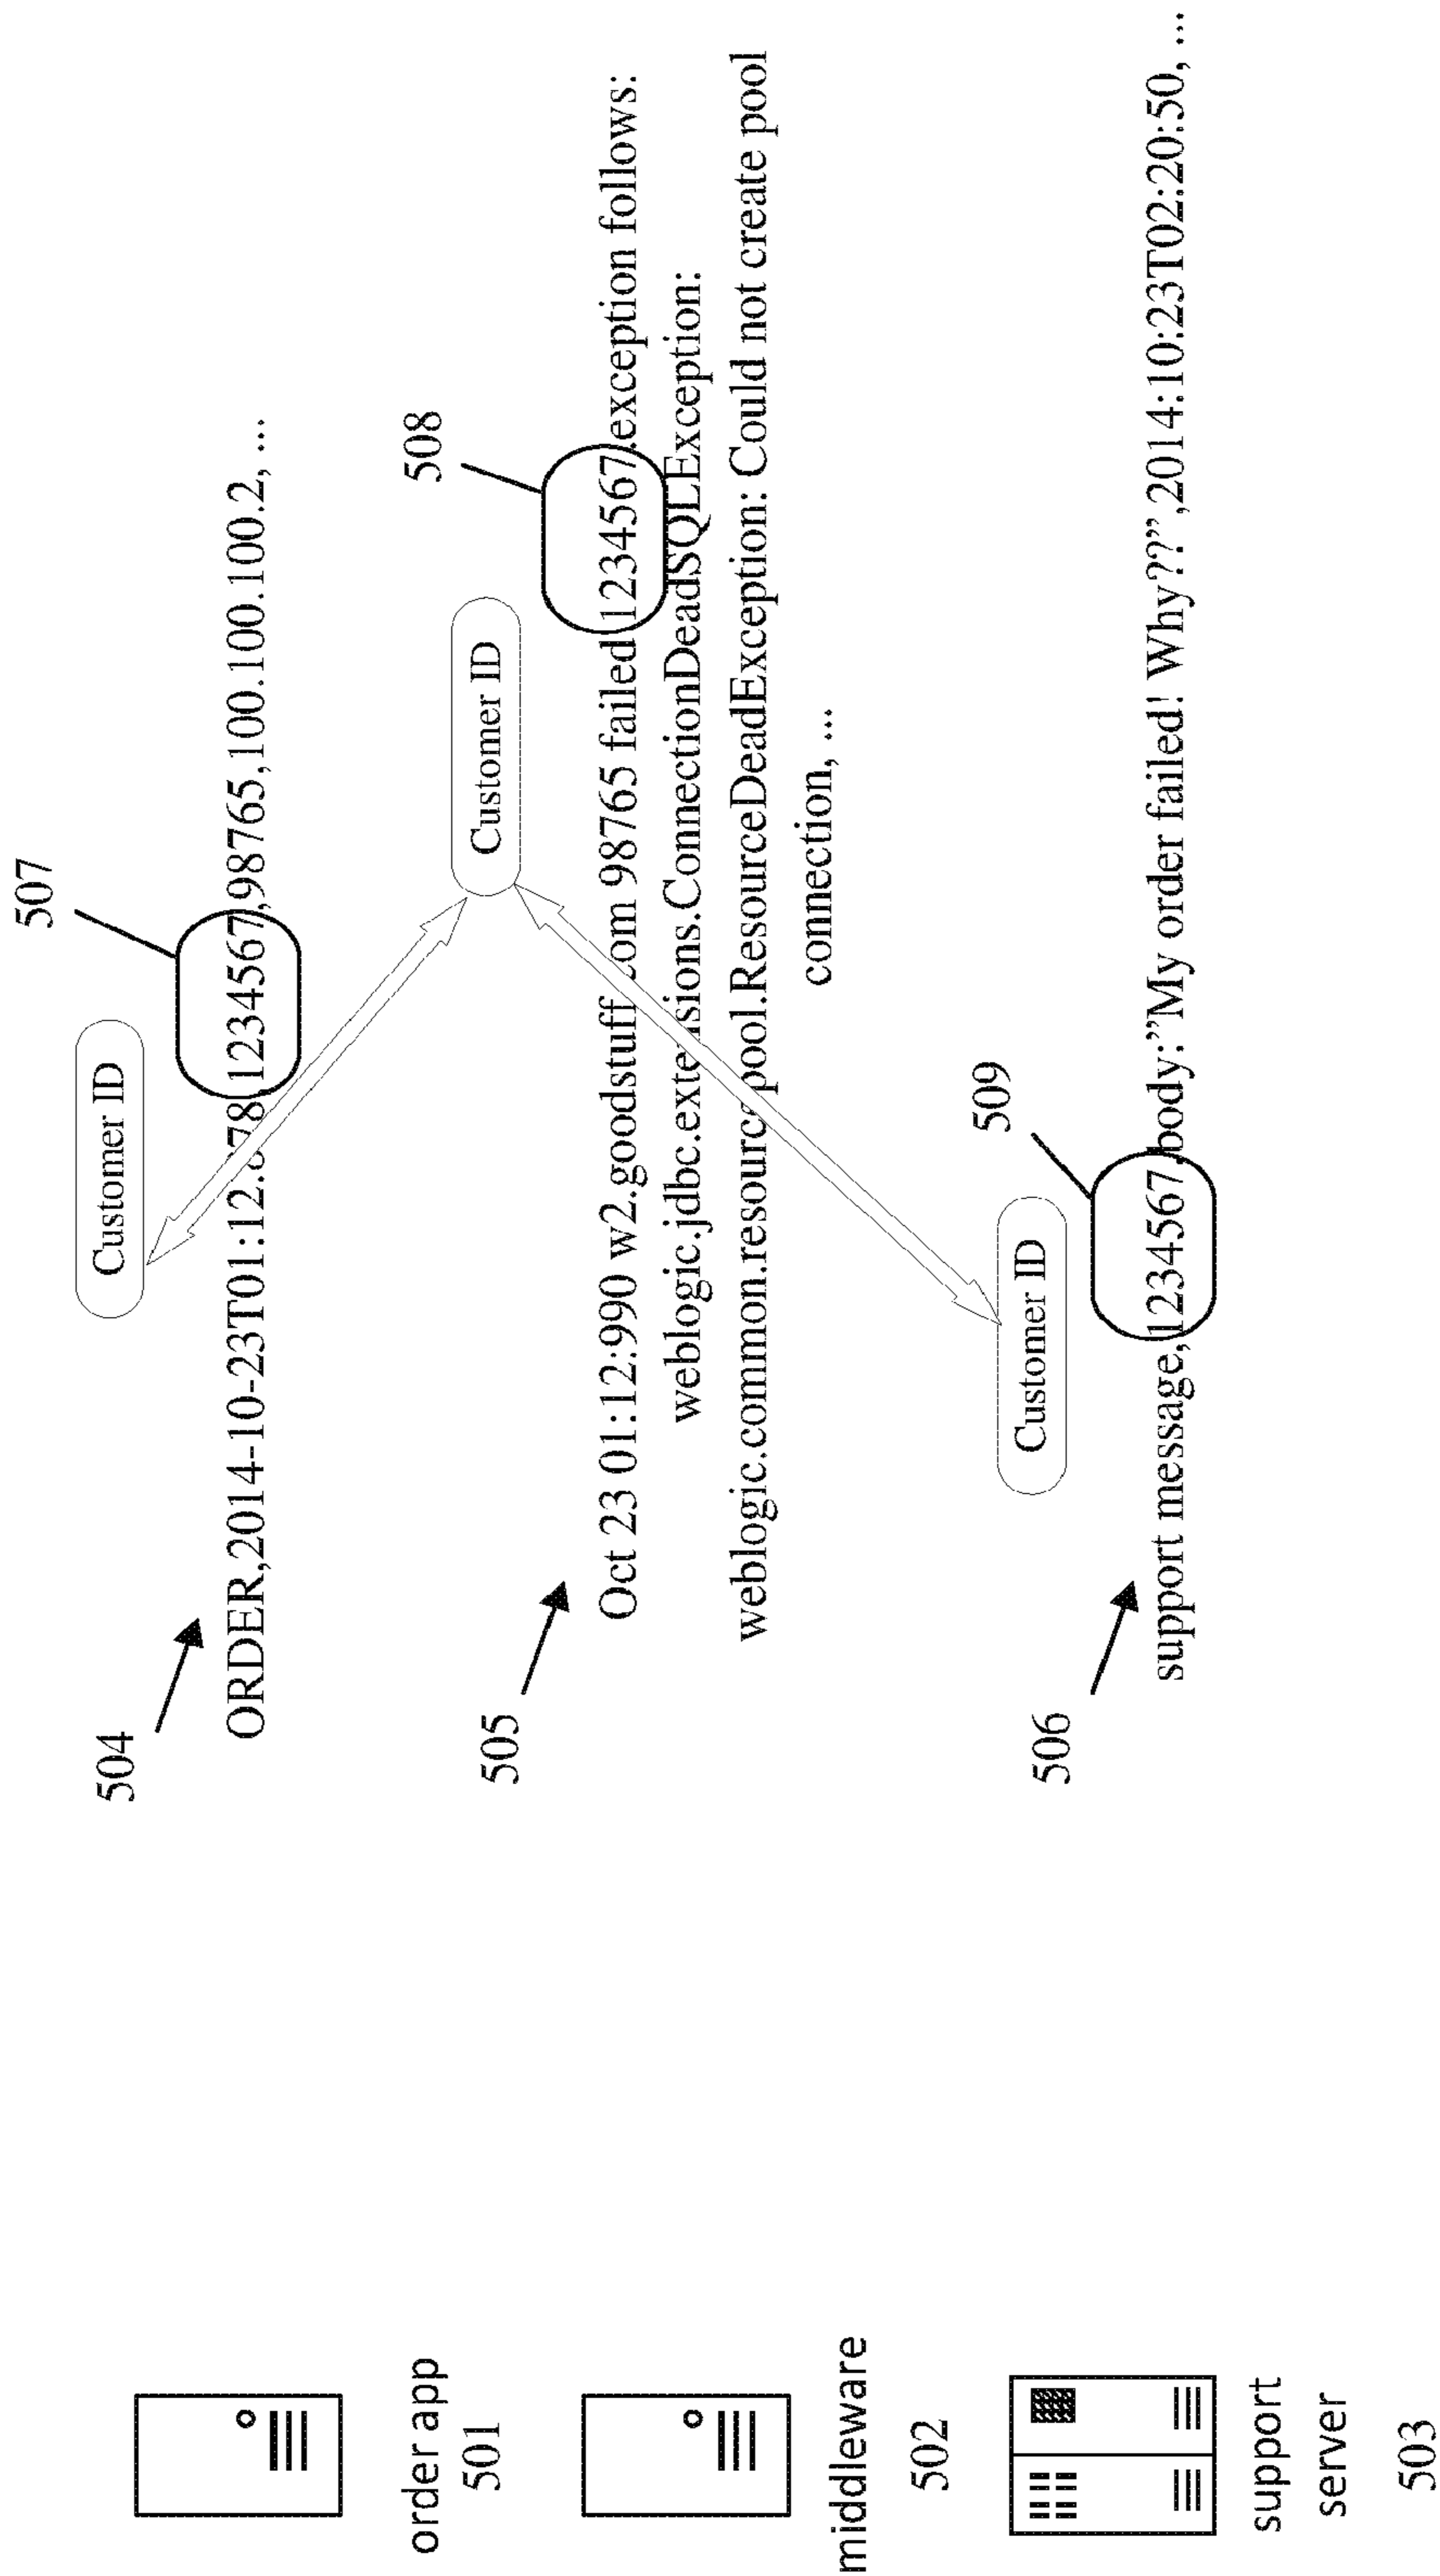 507
Customer ID
504
ORDER,2014-10-23T01:12.878 1234567,98765,100.100.100.2, ...
order app
501
508
Customer ID
505
Oct 23 01:12:990 w2.goodstuff.com 98765 failed 1234567.exception follows:
weblogic.jdbc.extensions.ConnectionDeadSQLException:
weblogic.common.resourcepool.ResourceDeadException: Could not create pool
connection, ...
middleware
502
509
Customer ID
506
support message,1234567,body:”My order failed! Why??”,2014:10:23T02:20:50, ...
support
server
503